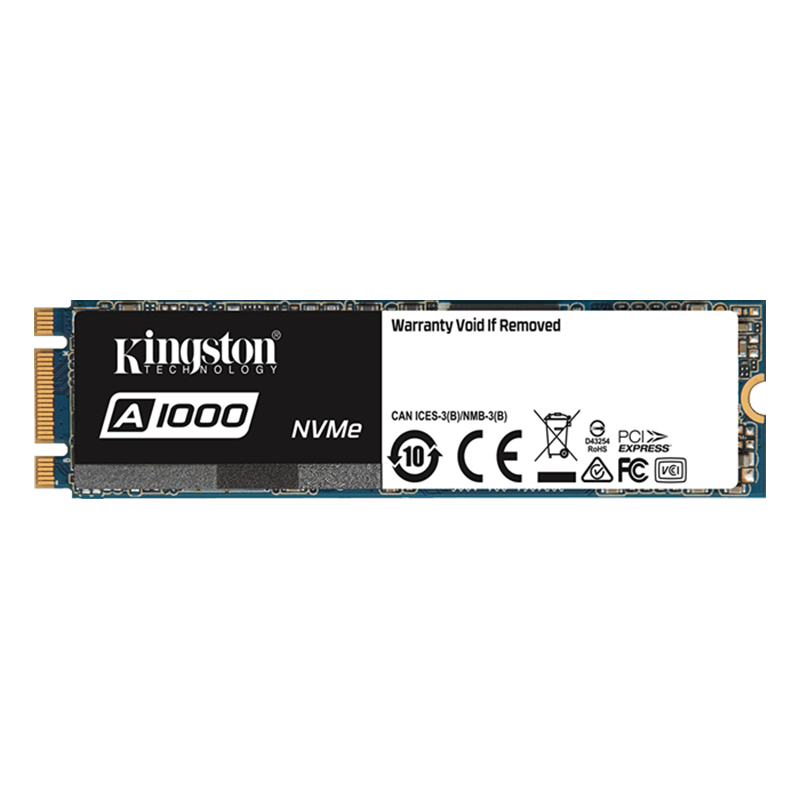 Kingston®
TECHNOLOGY
A1000
NVMe
Warranty Void If Removed
CAN ICES-3(B)/NMB-3(B)
10
CE
D43254
RoHS
PCI
EXPRESS®
FC
VCI